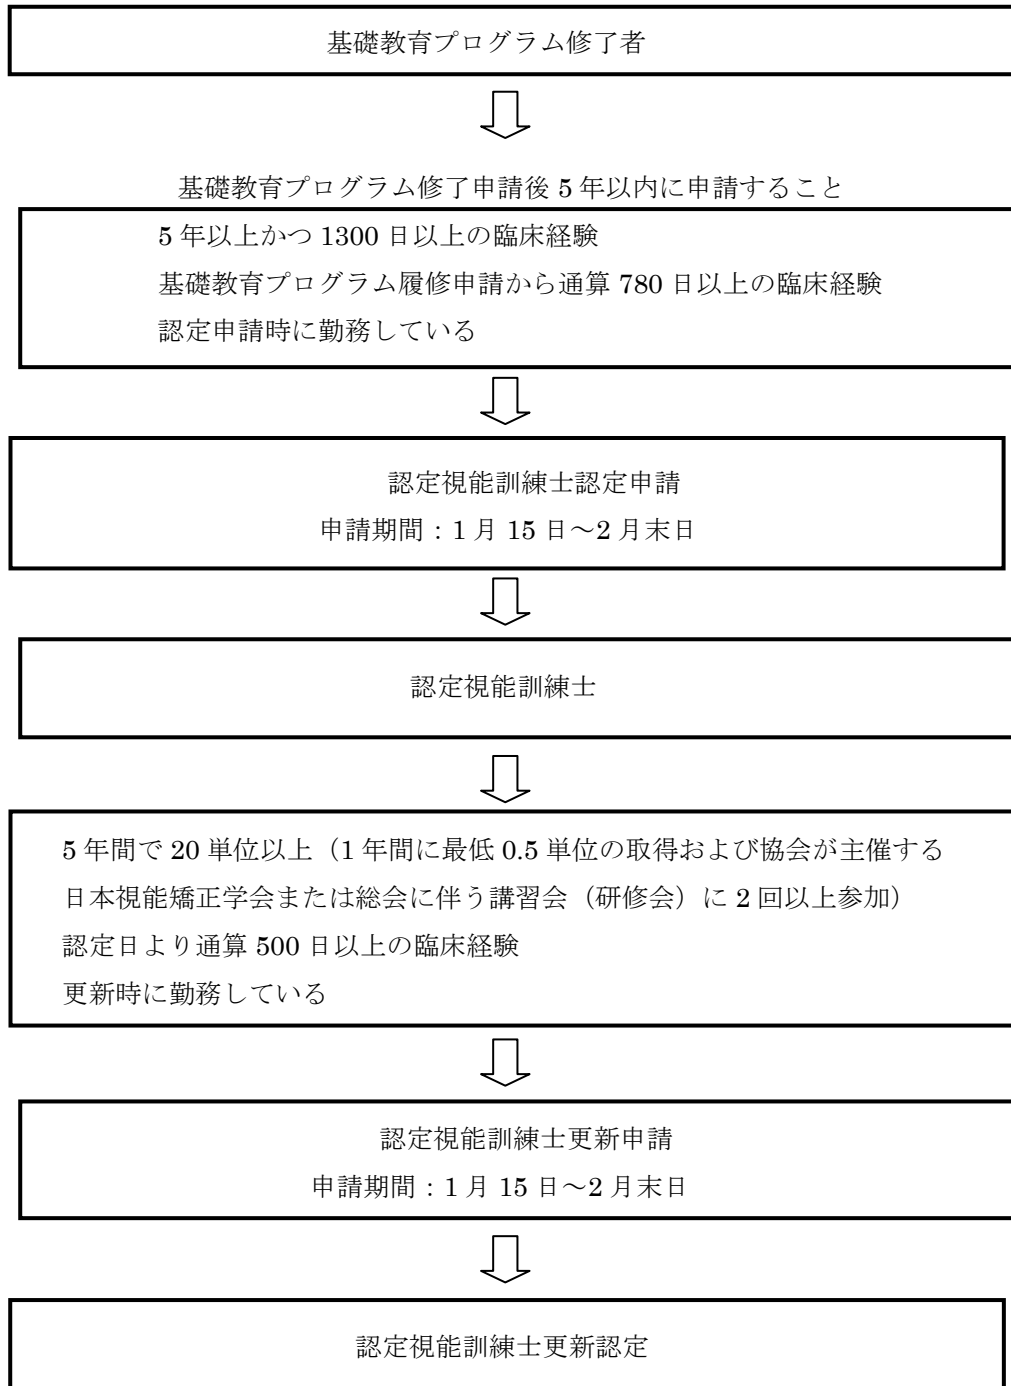 基礎教育プログラム修了者
基礎教育プログラム修了申請後 5 年以内に申請すること
5 年以上かつ 1300 日以上の臨床経験
基礎教育プログラム履修申請から通算 780 日以上の臨床経験
認定申請時に勤務している
認定視能訓練士認定申請
申請期間：1 月 15 日～2 月末日
認定視能訓練士
5 年間で 20 単位以上（1 年間に最低 0.5 単位の取得および協会が主催する
日本視能矯正学会または総会に伴う講習会（研修会）に 2 回以上参加）
認定日より通算 500 日以上の臨床経験
更新時に勤務している
認定視能訓練士更新申請
申請期間：1 月 15 日～2 月末日
認定視能訓練士更新認定